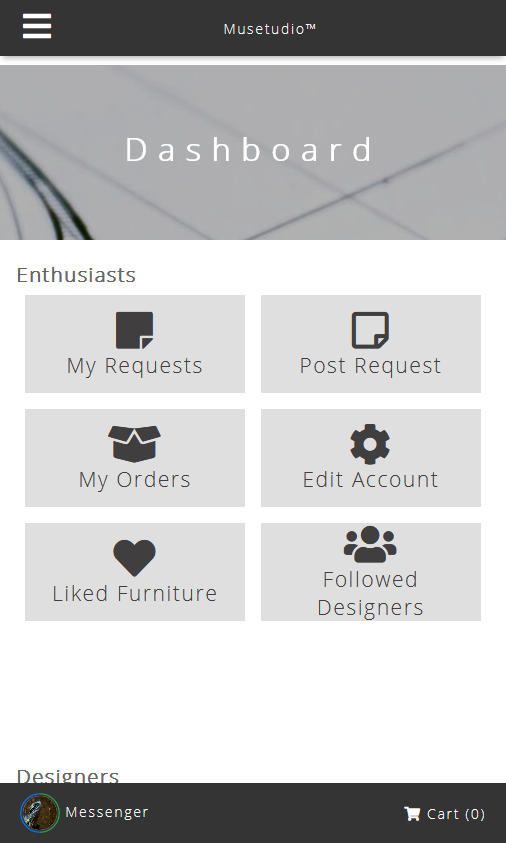 Musetudio™
Dashboard
Enthusiasts
My Requests
Post Request
My Orders
Edit Account
Liked Furniture
Followed
Designers
Designers
Messenger
Cart (0)